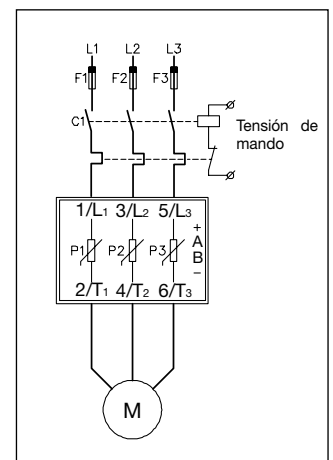 L1 L2 L3
F1 F2 F3
C1
Tensión de
mando
1/L1 3/L2 5/L3
+
P1 P2 P3 A
B
−
2/T1 4/T2 6/T3
M